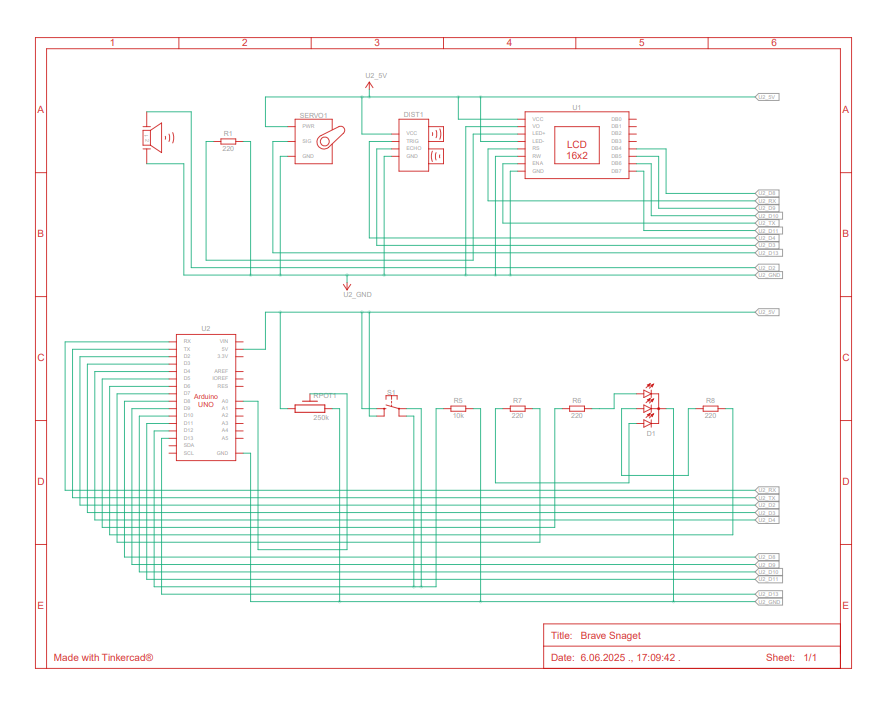 1 2 3 4 5 6
U2_5V
A A
U2_5V
SERVO1
PWR
SIG
GND
DIST1
VCC
TRIG
ECHO
GND
R1
220
U1
VCC
VO
LED+
LED-
RS
RW
ENA
GND
LCD
16x2
DB0
DB1
DB2
DB3
DB4
DB5
DB6
DB7
B B
U2_D8
U2_RX
U2_D9
U2_D10
U2_TX
U2_D11
U2_D4
U2_D3
U2_D13
U2_D2
U2_GND
U2_GND
U2_5V
C C
U2
RX
TX
D2
D3
D4
D5
D6
D7
D8
D9
D10
D11
D12
D13
SDA
SCL
Arduino
UNO
VIN
5V
3.3V
AREF
IOREF
RES
A0
A1
A2
A3
A4
A5
GND
RPOT1
250k
S1
R5
10k
R7
220
R6
220
D1
R8
220
D D
U2_RX
U2_TX
U2_D2
U2_D3
U2_D4
U2_D8
U2_D9
U2_D10
U2_D11
U2_D13
U2_GND
E E
Title: Brave Snaget
Made with Tinkercad®
Date: 6.06.2025 ., 17:09:42 . Sheet: 1/1